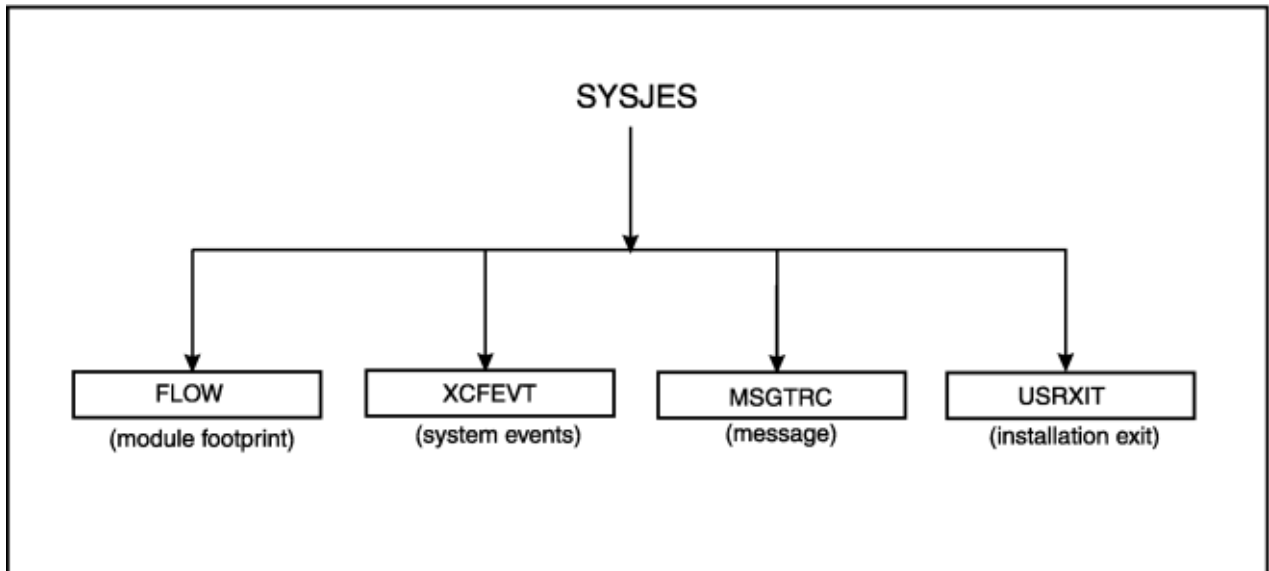 SYSJES
FLOW
(module footprint)
XCFEVT
(system events)
MSGTRC
(message)
USRXIT
(installation exit)